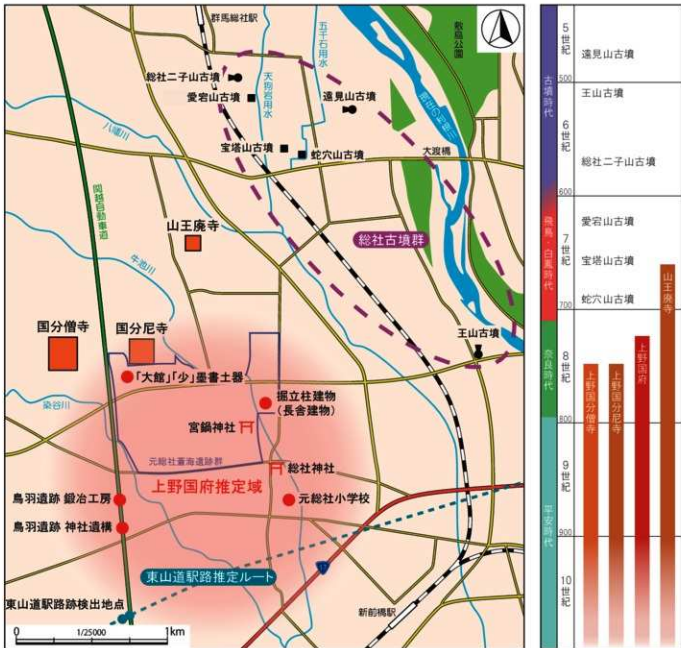 群馬総社駅
五千石用水
敷島公園
総社二子山古墳
天狗岩用水
愛宕山古墳
遠見山古墳
現在の利根川
八幡川
宝塔山古墳
蛇穴山古墳
大渡橋
関越自動車道
山王廃寺
総社古墳群
牛池川
国分僧寺
国分尼寺
王山古墳
「大館」「少」墨書土器
掘立柱建物
(長舎建物)
染谷川
宮鍋神社
元総社蒼海遺跡群
総社神社
上野国府推定域
鳥羽遺跡 鍛冶工房
元総社小学校
鳥羽遺跡 神社遺構
東山道駅路推定ルート
17
東山道駅路跡検出地点
新前橋駅
0
1/25000
1km
古墳時代
飛鳥・白鳳時代
奈良時代
平安時代
5世紀
500
6世紀
600
7世紀
700
8世紀
800
9世紀
900
10世紀
遠見山古墳
王山古墳
総社二子山古墳
愛宕山古墳
宝塔山古墳
蛇穴山古墳
上野国分僧寺
上野国分尼寺
上野国府
山王廃寺